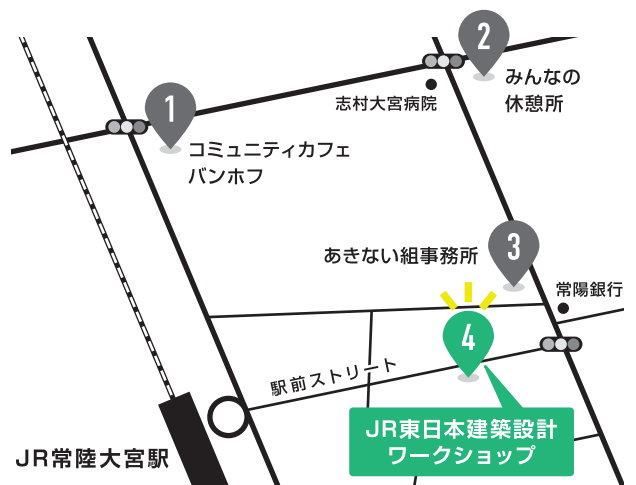 2
みんなの
休憩所
志村大宮病院
1
コミュニティカフェ
バンホフ
3
あきない組事務所
常陽銀行
4
駅前ストリート
JR東日本建築設計
ワークショップ
JR常陸大宮駅